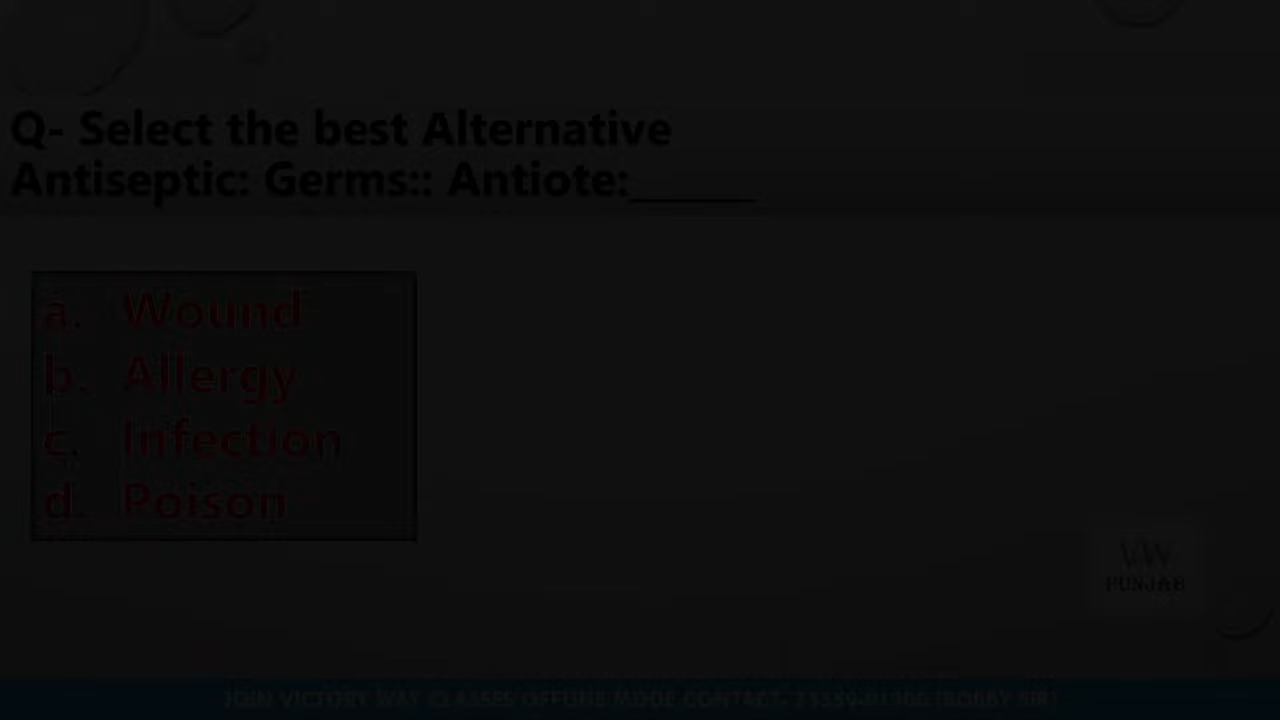 Q- Select the best Alternative
Antiseptic: Germs:: Antiote:______
a. Wound
b. Allergy
c. Infection
d. Poison
VW
PUNJAB
JOIN VICTORY WAY CLASSES OFFLINE MODE CONTACT- (BOBBY SIR)